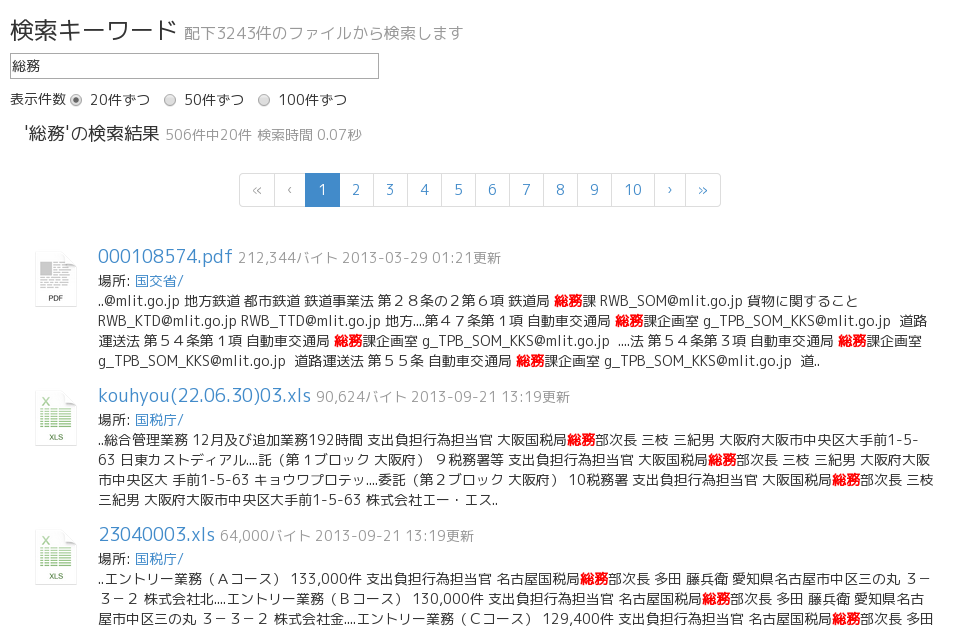 検索キーワード 配下3243件のファイルから検索します
総務
表示件数 20件ずつ 50件ずつ 100件ずつ
'総務'の検索結果 506件中20件 検索時間 0.07秒
« ‹ 1 2 3 4 5 6 7 8 9 10 › »
000108574.pdf 212,344バイト 2013-03-29 01:21更新
場所: 国交省/
..@mlit.go.jp 地方鉄道 都市鉄道 鉄道事業法 第２８条の２第６項 鉄道局 総務課 RWB_SOM@mlit.go.jp 貨物に関すること
PDF
RWB_KTD@mlit.go.jp RWB_TTD@mlit.go.jp 地方....第４７条第１項 自動車交通局 総務課企画室 g_TPB_SOM_KKS@mlit.go.jp 道路
運送法 第５４条第１項 自動車交通局 総務課企画室 g_TPB_SOM_KKS@mlit.go.jp ....法 第５４条第３項 自動車交通局 総務課企画室
g_TPB_SOM_KKS@mlit.go.jp 道路運送法 第５５条 自動車交通局 総務課企画室 g_TPB_SOM_KKS@mlit.go.jp 道..
kouhyou(22.06.30)03.xls 90,624バイト 2013-09-21 13:19更新
場所: 国税庁/
XLS
..総合管理業務 12月及び追加業務192時間 支出負担行為担当官 大阪国税局総務部次長 三枝 三紀男 大阪府大阪市中央区大手前1-5-
63 日東カストディアル....託（第１ブロック 大阪府） ９税務署等 支出負担行為担当官 大阪国税局総務部次長 三枝 三紀男 大阪府大阪
市中央区大 手前1-5-63 キョウワプロテッ....委託（第２ブロック 大阪府） 10税務署 支出負担行為担当官 大阪国税局総務部次長 三枝
三紀男 大阪府大阪市中央区大手前1-5-63 株式会社エー・エス..
23040003.xls 64,000バイト 2013-09-21 13:19更新
場所: 国税庁/
XLS
..エントリー業務（Ａコース） 133,000件 支出負担行為担当官 名古屋国税局総務部次長 多田 藤兵衛 愛知県名古屋市中区三の丸 ３－
３－２ 株式会社北....エントリー業務（Ｂコース） 130,000件 支出負担行為担当官 名古屋国税局総務部次長 多田 藤兵衛 愛知県名古
屋市中区三の丸 ３－３－２ 株式会社金....エントリー業務（Ｃコース） 129,400件 支出負担行為担当官 名古屋国税局総務部次長 多田